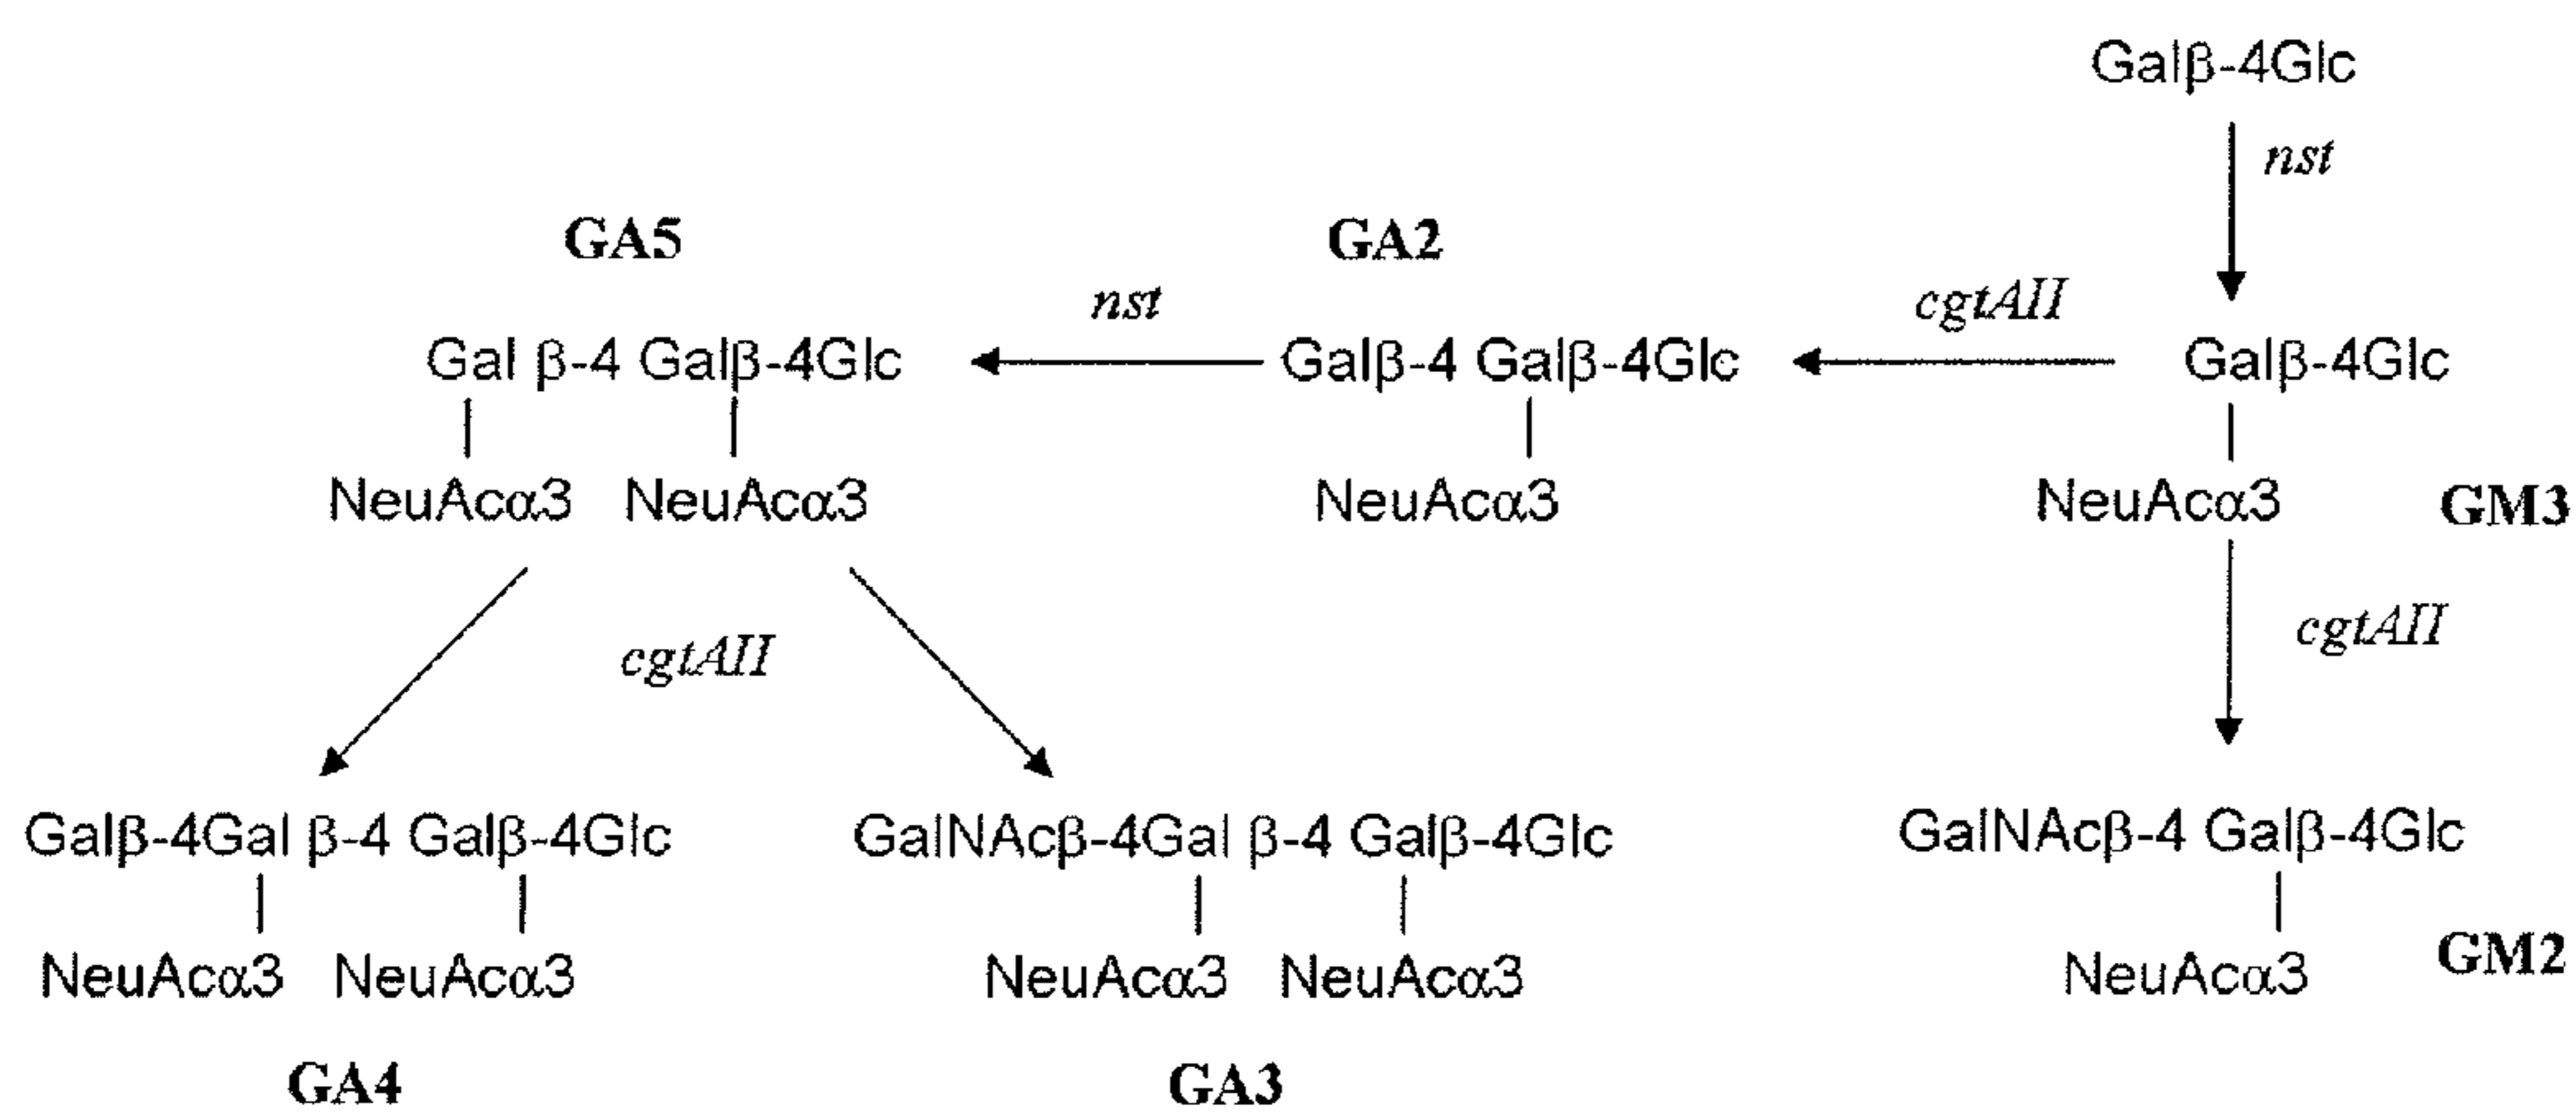 Galβ-4Glc
nst
GA5 GA2
nst cgtAII
Gal β-4 Galβ-4Glc Galβ-4 Galβ-4Glc Galβ-4Glc
NeuAcα3 NeuAcα3 NeuAcα3 NeuAcα3 GM3
cgtAII cgtAII
Galβ-4Gal β-4 Galβ-4Glc GalNAcβ-4Gal β-4 Galβ-4Glc GalNAcβ-4 Galβ-4Glc
NeuAcα3 NeuAcα3 NeuAcα3 NeuAcα3 NeuAcα3 GM2
GA4 GA3